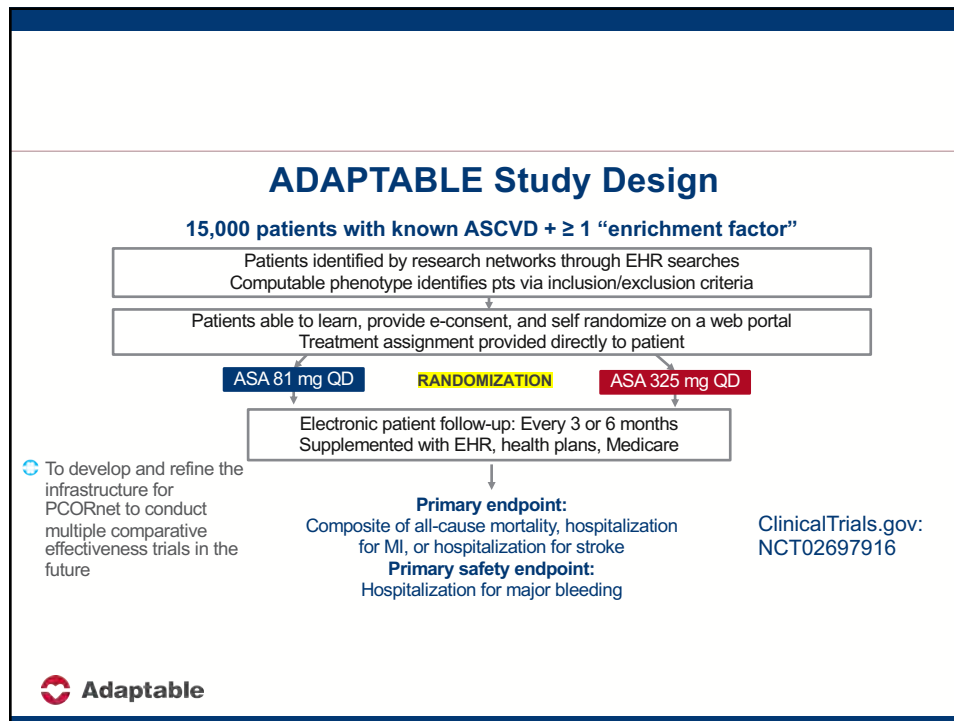 ADAPTABLE Study Design
15,000 patients with known ASCVD + ≥ 1 “enrichment factor”
Patients identified by research networks through EHR searches
Computable phenotype identifies pts via inclusion/exclusion criteria
Patients able to learn, provide e-consent, and self randomize on a web portal
Treatment assignment provided directly to patient
ASA 81 mg QD
RANDOMIZATION
ASA 325 mg QD
Electronic patient follow-up: Every 3 or 6 months
Supplemented with EHR, health plans, Medicare
To develop and refine the
infrastructure for
PCORnet to conduct
multiple comparative
effectiveness trials in the
future
Primary endpoint:
Composite of all-cause mortality, hospitalization
for MI, or hospitalization for stroke
Primary safety endpoint:
Hospitalization for major bleeding
ClinicalTrials.gov:
NCT02697916
Adaptable